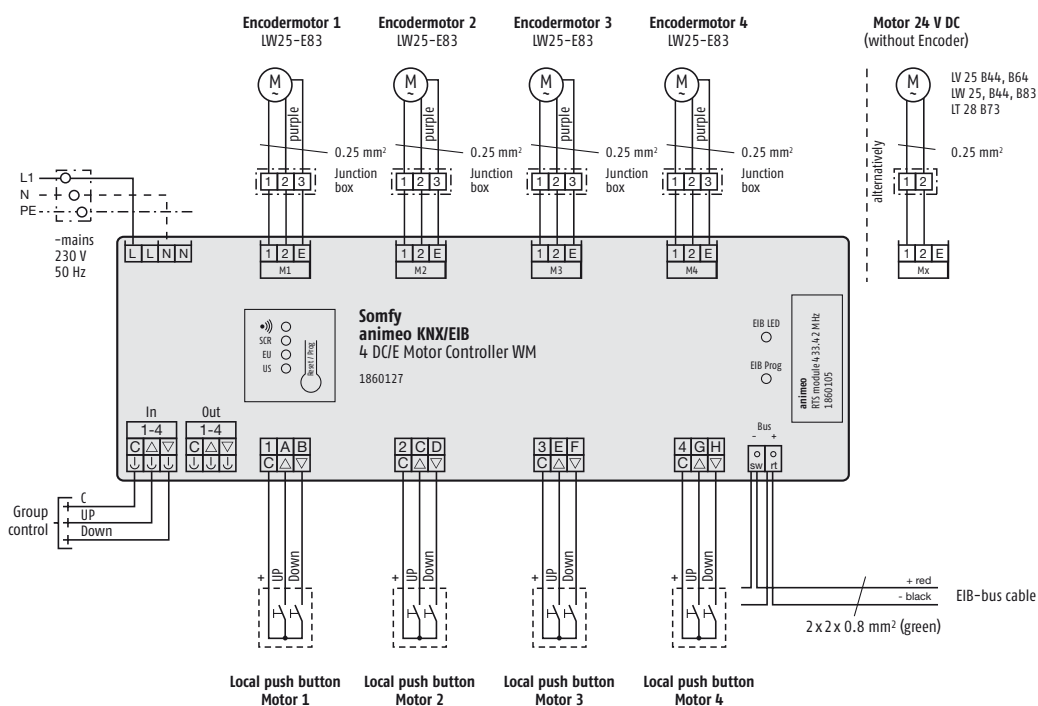 Encodermotor 1
LW25-E83
Encodermotor 2
LW25-E83
Encodermotor 3
LW25-E83
Encodermotor 4
LW25-E83
Motor 24 V DC
(without Encoder)
M
~
purple
M
~
purple
M
~
purple
M
~
purple
M
~
LV 25 B44, B64
LW 25, B44, B83
LT 28 B73
0.25 mm²
Junction
box
0.25 mm²
Junction
box
0.25 mm²
Junction
box
0.25 mm²
Junction
box
alternatively
0.25 mm²
1 2 3
1 2 3
1 2 3
1 2 3
1 2
L1
N
PE
~mains
230 V
50 Hz
L L N N
1 2 E
M1
1 2 E
M2
1 2 E
M3
1 2 E
M4
1 2 E
Mx
SCR
EU
US
Reset / Prog
Somfy
animeo KNX/EIB
4 DC/E Motor Controller WM
1860127
EIB LED
EIB Prog
animeo
RTS module 433.42 MHz
1860105
In
1-4
C △ ▽
Out
1-4
C △ ▽
1 A B
C △ ▽
2 C D
C △ ▽
3 E F
C △ ▽
4 G H
C △ ▽
Bus
- +
sw rt
Group
control
C
UP
Down
+ UP Down
+ UP Down
+ UP Down
+ UP Down
+ red
- black
EIB-bus cable
2 x 2 x 0.8 mm² (green)
Local push button
Motor 1
Local push button
Motor 2
Local push button
Motor 3
Local push button
Motor 4